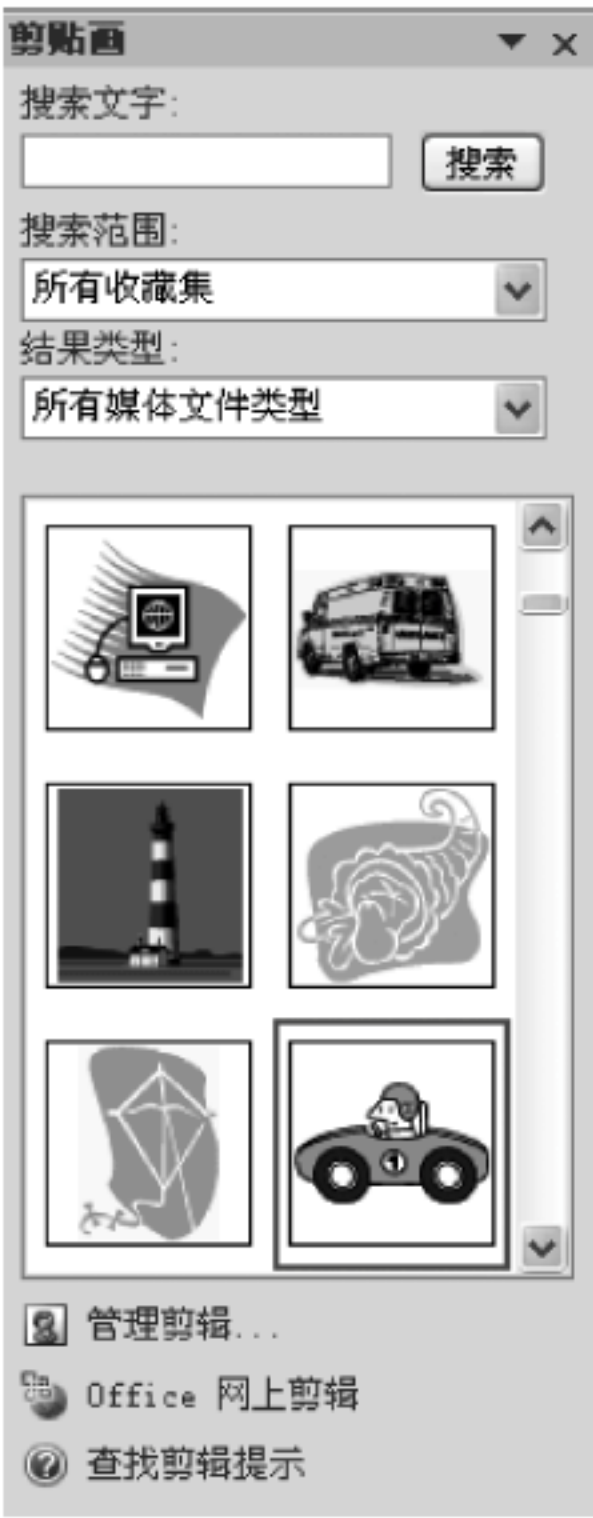 剪贴画
搜索文字:
搜索
搜索范围:
所有收藏集
结果类型:
所有媒体文件类型
管理剪辑...
Office 网上剪辑
查找剪辑提示